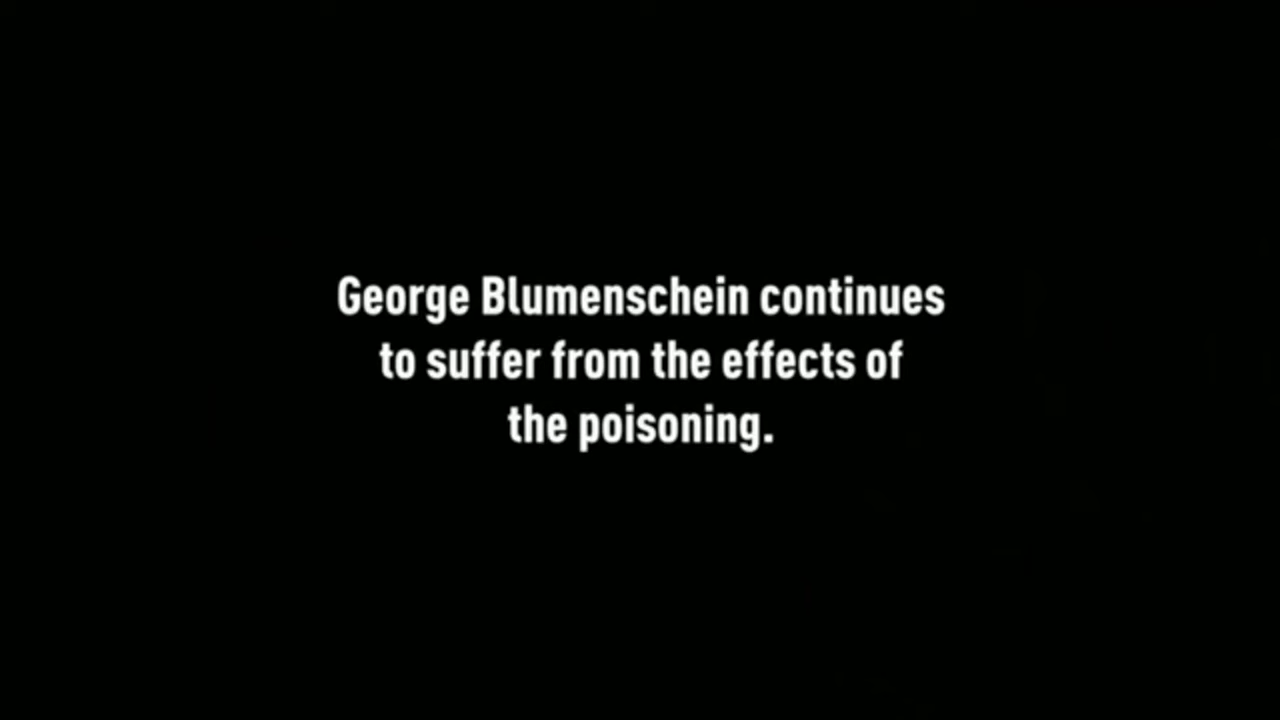 George Blumenschein continues
to suffer from the effects of
the poisoning.